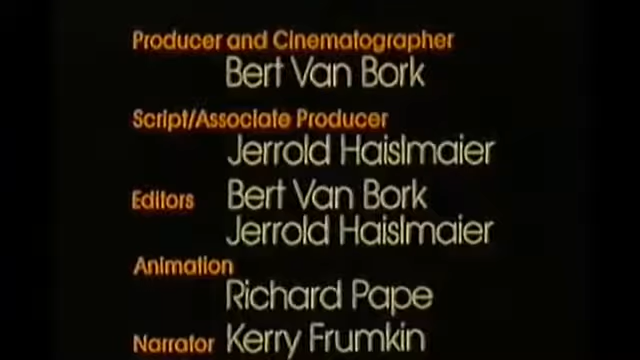 Producer and Cinematographer
Bert Van Bork
Script/Associate Producer
Jerrold Haislmaier
Editors Bert Van Bork
Jerrold Haislmaier
Animation
Richard Pape
Narrator Kerry Frumkin